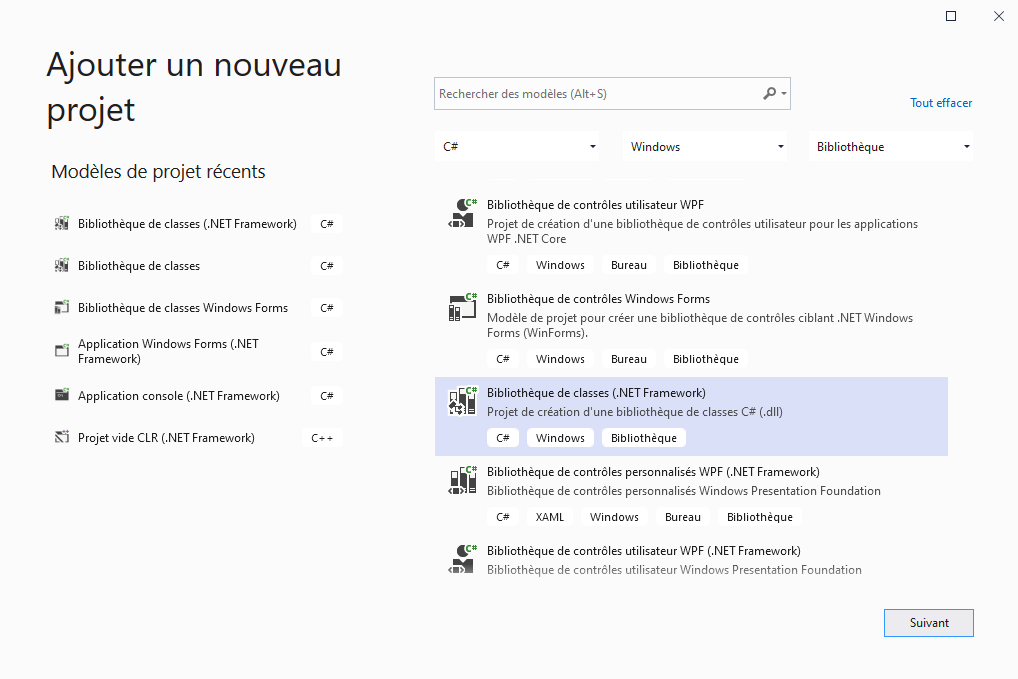 Ajouter un nouveau
projet
Modèles de projet récents
Bibliothèque de classes (.NET Framework) C#
Bibliothèque de classes C#
Bibliothèque de classes Windows Forms C#
Application Windows Forms (.NET
Framework) C#
Application console (.NET Framework) C#
Projet vide CLR (.NET Framework) C++
Rechercher des modèles (Alt+S)
Tout effacer
C# Windows Bibliothèque
C#
Bibliothèque de contrôles utilisateur WPF
Projet de création d'une bibliothèque de contrôles utilisateur pour les applications
WPF .NET Core
C# Windows Bureau Bibliothèque
C#
Bibliothèque de contrôles Windows Forms
Modèle de projet pour créer une bibliothèque de contrôles ciblant .NET Windows
Forms (WinForms).
C# Windows Bureau Bibliothèque
C#
Bibliothèque de classes (.NET Framework)
Projet de création d'une bibliothèque de classes C# (.dll)
C# Windows Bibliothèque
C#
Bibliothèque de contrôles personnalisés WPF (.NET Framework)
Bibliothèque de contrôles personnalisés Windows Presentation Foundation
C# XAML Windows Bureau Bibliothèque
C#
Bibliothèque de contrôles utilisateur WPF (.NET Framework)
Bibliothèque de contrôles utilisateur Windows Presentation Foundation
Suivant